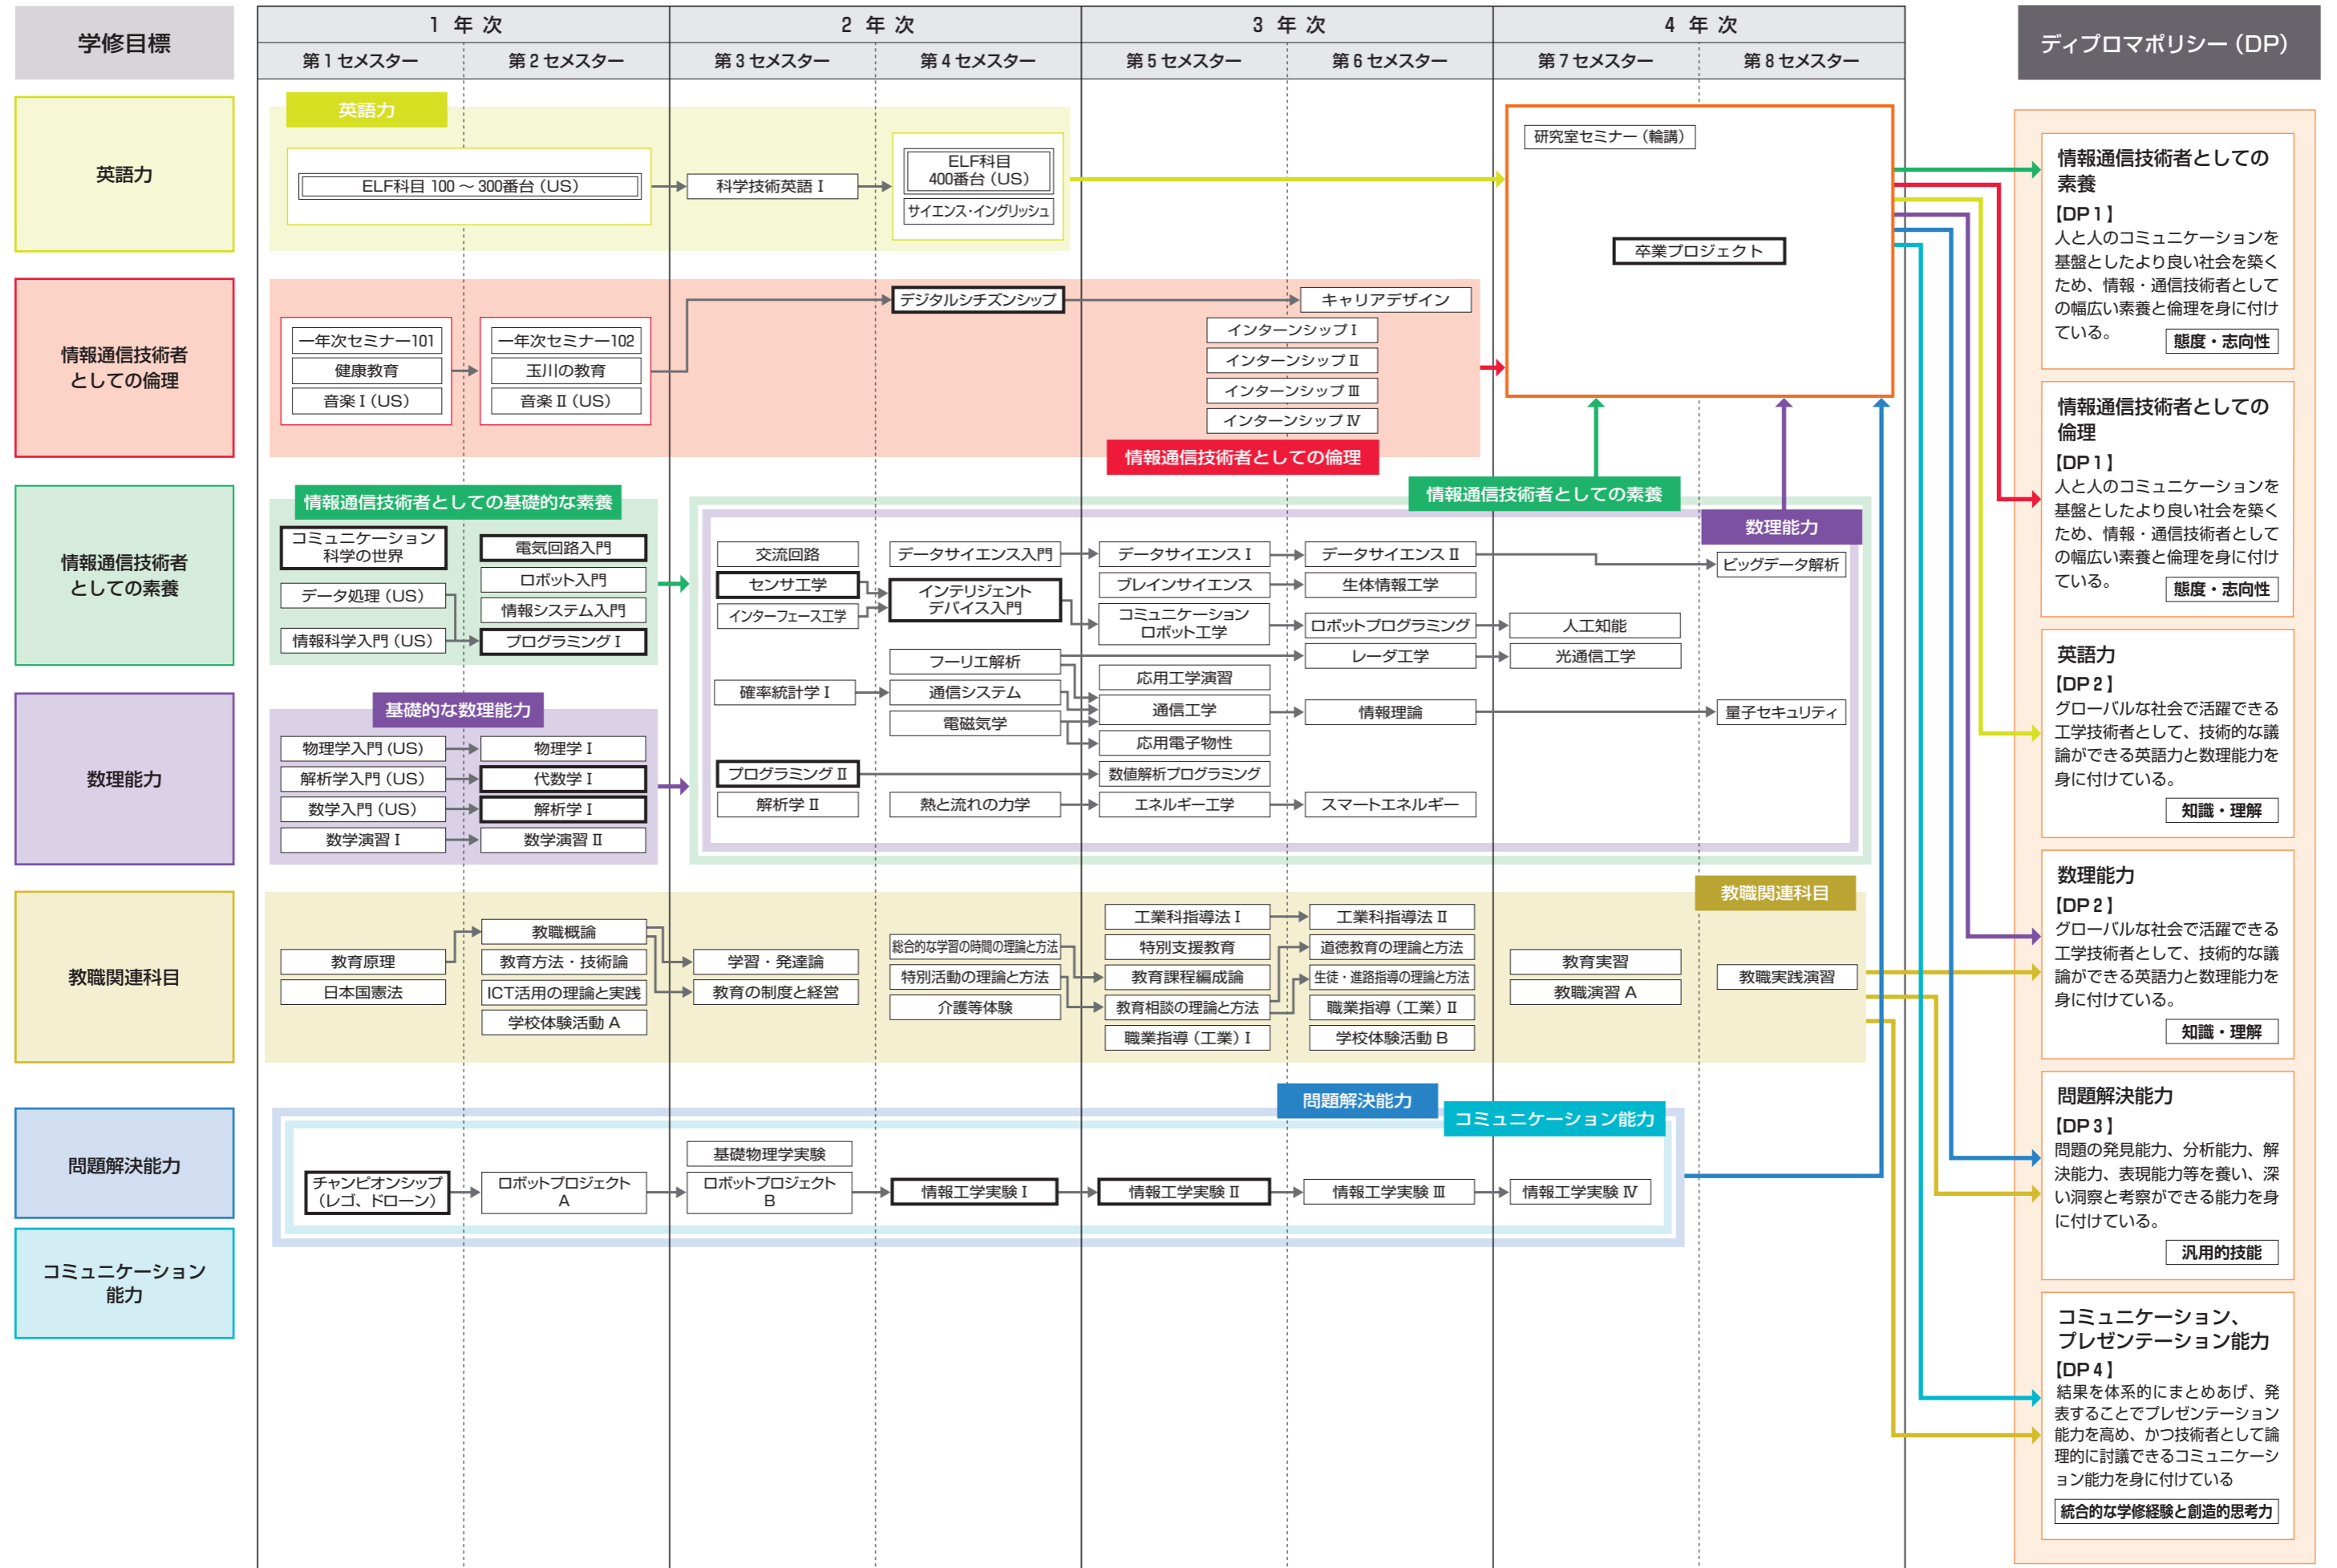 学修目標
1 年 次
2 年 次
3 年 次
4 年 次
第1セメスター
第2セメスター
第3セメスター
第4セメスター
第5セメスター
第6セメスター
第7セメスター
第8セメスター
ディプロマポリシー（DP）
英語力
英語力
ELF科目 100 ～ 300番台（US）
科学技術英語 I
ELF科目
400番台（US）
サイエンス・イングリッシュ
研究室セミナー（輪講）
卒業プロジェクト
情報通信技術者
としての倫理
一年次セミナー101
健康教育
音楽 I（US）
一年次セミナー102
玉川の教育
音楽 II（US）
デジタルシチズンシップ
キャリアデザイン
インターンシップ I
インターンシップ II
インターンシップ III
インターンシップ IV
情報通信技術者としての倫理
情報通信技術者
としての素養
情報通信技術者としての基礎的な素養
コミュニケーション
科学の世界
データ処理（US）
情報科学入門（US）
電気回路入門
ロボット入門
情報システム入門
プログラミング I
情報通信技術者としての素養
数理能力
交流回路
センサ工学
インターフェース工学
確率統計学 I
プログラミング II
解析学 II
データサイエンス入門
インテリジェント
デバイス入門
フーリエ解析
通信システム
電磁気学
熱と流れの力学
データサイエンス I
ブレインサイエンス
コミュニケーション
ロボット工学
応用工学演習
通信工学
応用電子物性
数値解析プログラミング
エネルギー工学
データサイエンス II
生体情報工学
ロボットプログラミング
レーダ工学
情報理論
スマートエネルギー
人工知能
光通信工学
ビッグデータ解析
量子セキュリティ
数理能力
基礎的な数理能力
物理学入門（US）
解析学入門（US）
数学入門（US）
数学演習 I
物理学 I
代数学 I
解析学 I
数学演習 II
教職関連科目
教職関連科目
教育原理
日本国憲法
教職概論
教育方法・技術論
ICT活用の理論と実践
学校体験活動 A
学習・発達論
教育の制度と経営
総合的な学習の時間の理論と方法
特別活動の理論と方法
介護等体験
工業科指導法 I
特別支援教育
教育課程編成論
教育相談の理論と方法
職業指導（工業）I
工業科指導法 II
道徳教育の理論と方法
生徒・進路指導の理論と方法
職業指導（工業）II
学校体験活動 B
教育実習
教職演習 A
教職実践演習
問題解決能力
コミュニケーション
能力
問題解決能力
コミュニケーション能力
チャンピオンシップ
（レゴ、ドローン）
ロボットプロジェクト
A
基礎物理学実験
ロボットプロジェクト
B
情報工学実験 I
情報工学実験 II
情報工学実験 III
情報工学実験 IV
情報通信技術者としての
素養
【DP1】
人と人のコミュニケーションを
基盤としたより良い社会を築く
ため、情報・通信技術者として
の幅広い素養と倫理を身に付け
ている。
態度・志向性
情報通信技術者としての
倫理
【DP1】
人と人のコミュニケーションを
基盤としたより良い社会を築く
ため、情報・通信技術者として
の幅広い素養と倫理を身に付け
ている。
態度・志向性
英語力
【DP2】
グローバルな社会で活躍できる
工学技術者として、技術的な議
論ができる英語力と数理能力を
身に付けている。
知識・理解
数理能力
【DP2】
グローバルな社会で活躍できる
工学技術者として、技術的な議
論ができる英語力と数理能力を
身に付けている。
知識・理解
問題解決能力
【DP3】
問題の発見能力、分析能力、解
決能力、表現能力等を養い、深
い洞察と考察ができる能力を身
に付けている。
汎用的技能
コミュニケーション、
プレゼンテーション能力
【DP4】
結果を体系的にまとめあげ、発
表することでプレゼンテーション
能力を高め、かつ技術者として論
理的に討議できるコミュニケーシ
ョン能力を身に付けている
統合的な学修経験と創造的思考力